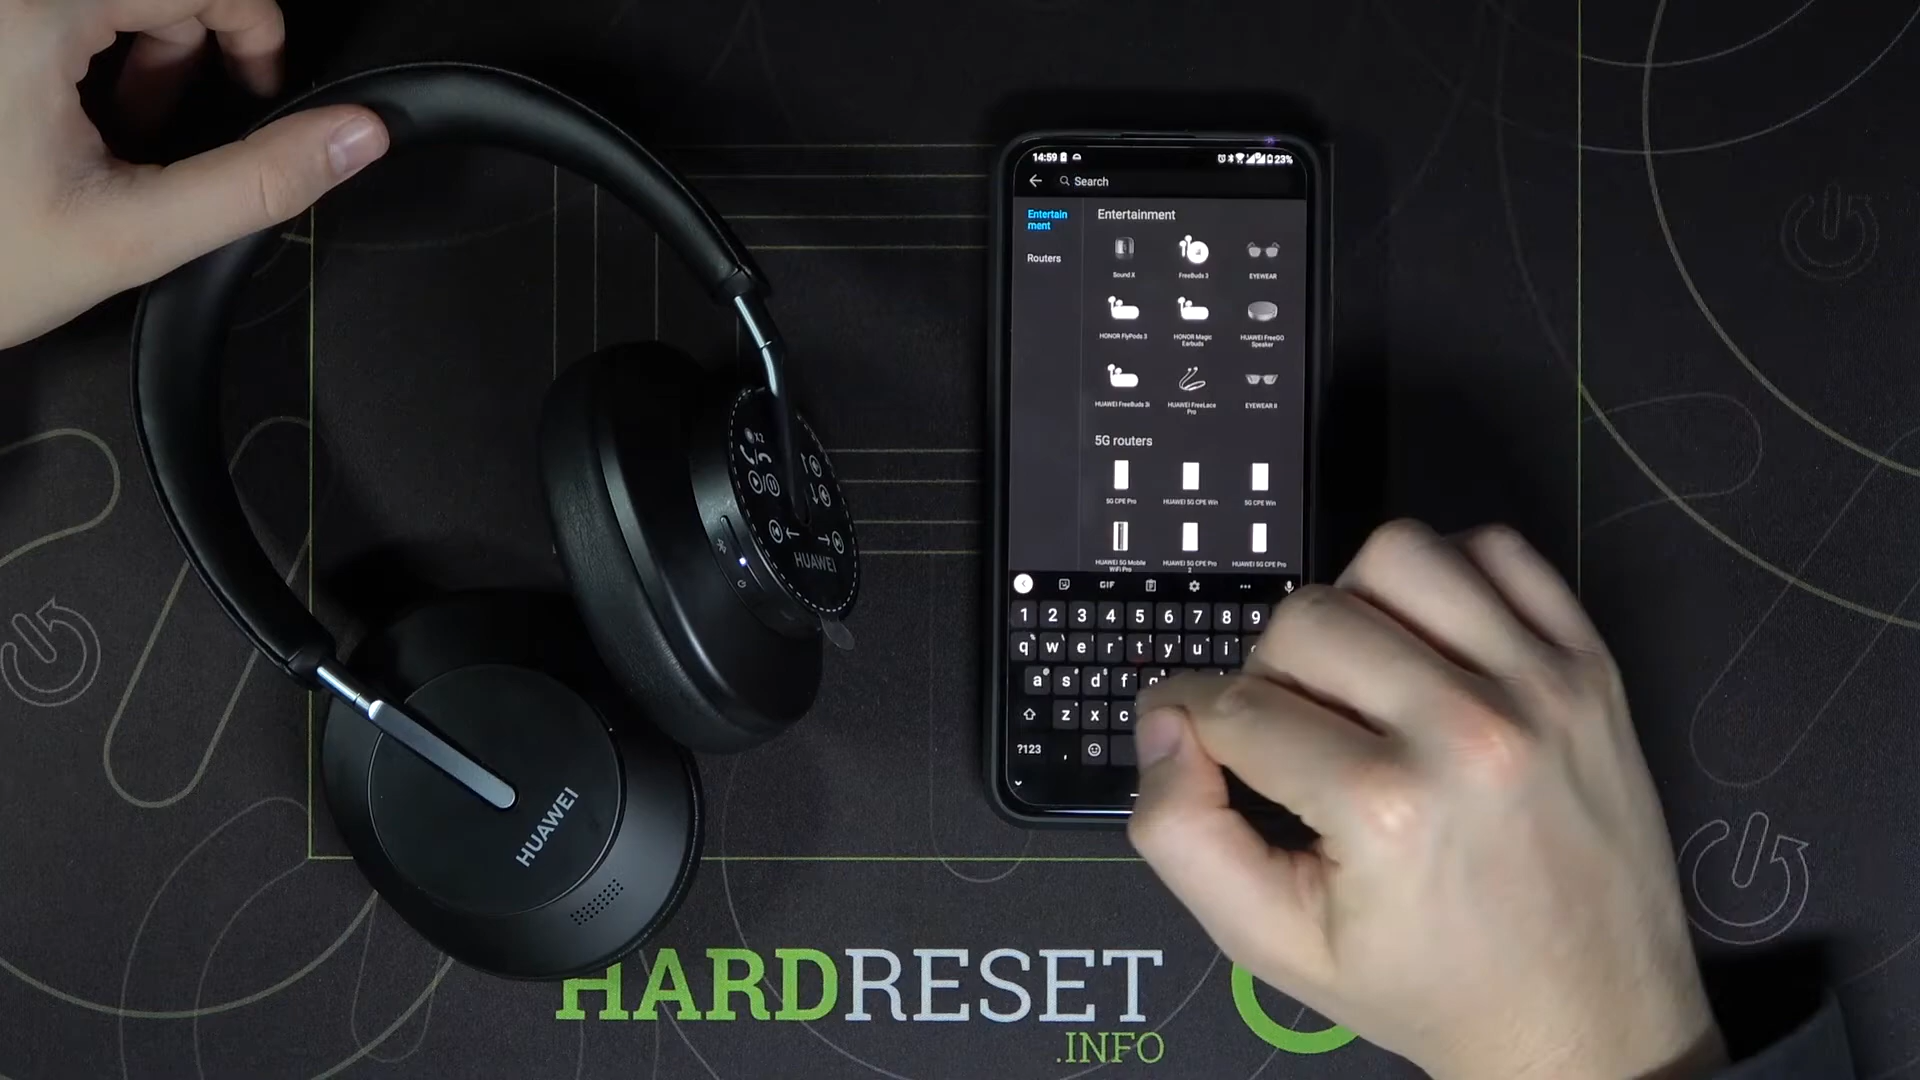 14:59
23%
Search
Entertain
ment
Routers
Entertainment
Sound X
FreeBuds 3
EYEWEAR
HONOR FlyPods 3
HONOR Magic
Earbuds
HUAWEI FreeGO
Speaker
HUAWEI FreeBuds 3i
HUAWEI FreeLace
Pro
EYEWEAR II
5G routers
5G CPE Pro
HUAWEI 5G CPE Win
5G CPE Win
HUAWEI 5G Mobile
WiFi Pro
HUAWEI 5G CPE Pro
2
HUAWEI 5G CPE Pro
GIF
1 2 3 4 5 6 7 8 9
q w e r t y u i
a s d f g
z x c
?123 ,
X2
HUAWEI
HUAWEI
HARDRESET
.INFO